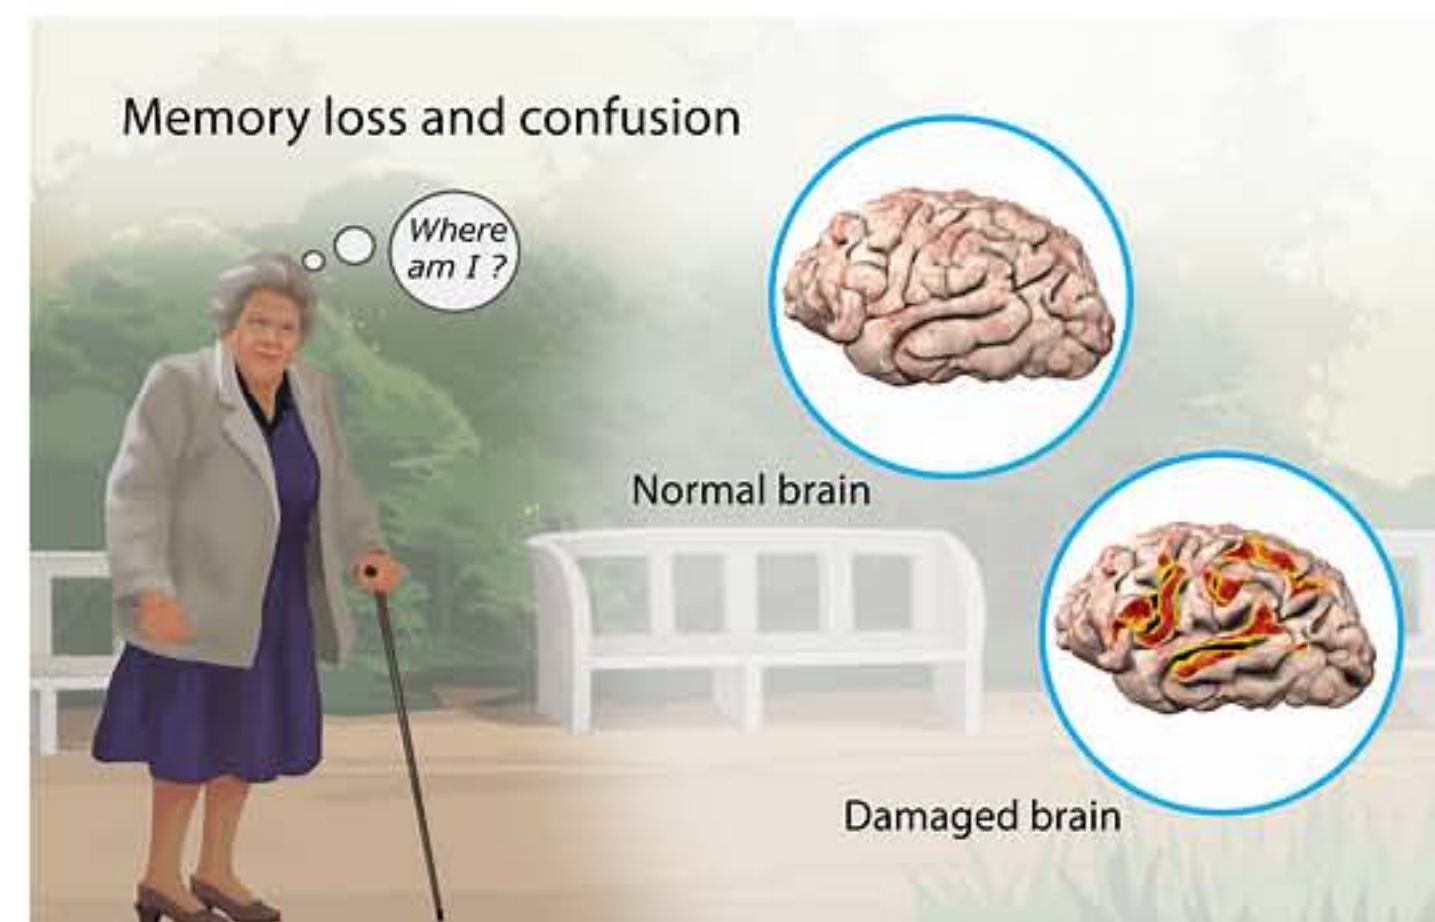 Memory loss and confusion
Where
am I ?
Normal brain
Damaged brain